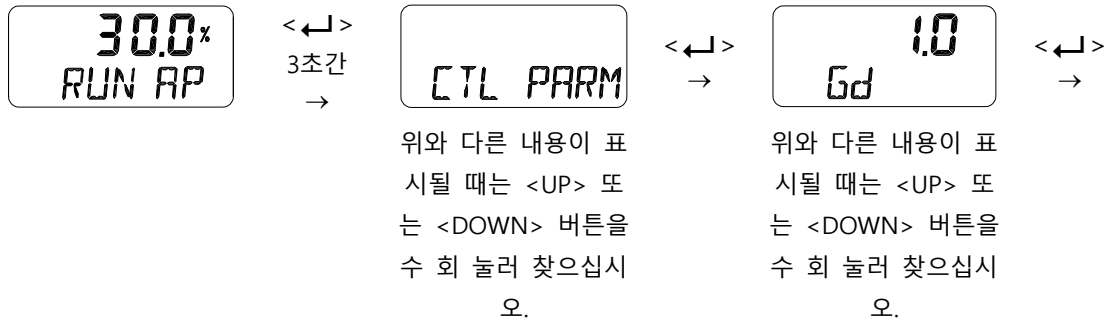 30.0%
RUN AP
<↵>
3초간
→
CTL PARM
<↵>
→
1.0
Gd
<↵>
→
위와 다른 내용이 표
시될 때는 <UP> 또
는 <DOWN> 버튼을
수 회 눌러 찾으십시
오.
위와 다른 내용이 표
시될 때는 <UP> 또
는 <DOWN> 버튼을
수 회 눌러 찾으십시
오.